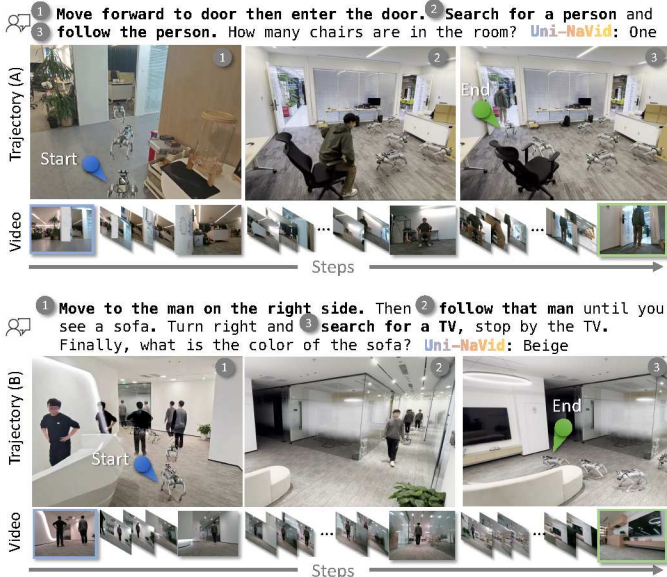 1 Move forward to door then enter the door. 2 Search for a person and
3 follow the person. How many chairs are in the room? Uni-NaVid: One
Trajectory (A)
1
Start
2
3
End
Video
...
...
Steps
1 Move to the man on the right side. Then 2 follow that man until you
see a sofa. Turn right and 3 search for a TV, stop by the TV.
Finally, what is the color of the sofa? Uni-NaVid: Beige
Trajectory (B)
1
Start
2
3
End
Video
...
...
Steps